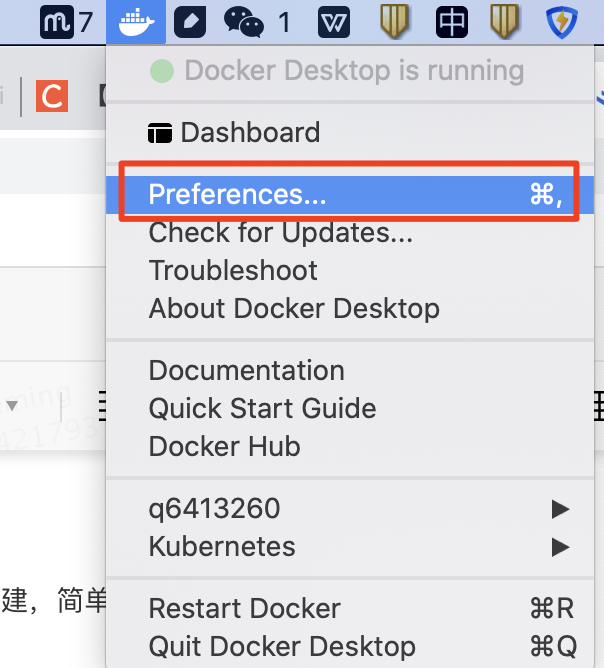 7
1
中
C
Docker Desktop is running
Dashboard
Preferences... ⌘,
Check for Updates...
Troubleshoot
About Docker Desktop
Documentation
Quick Start Guide
Docker Hub
q6413260 ▶
Kubernetes ▶
建，简单
Restart Docker ⌘R
Quit Docker Desktop ⌘Q